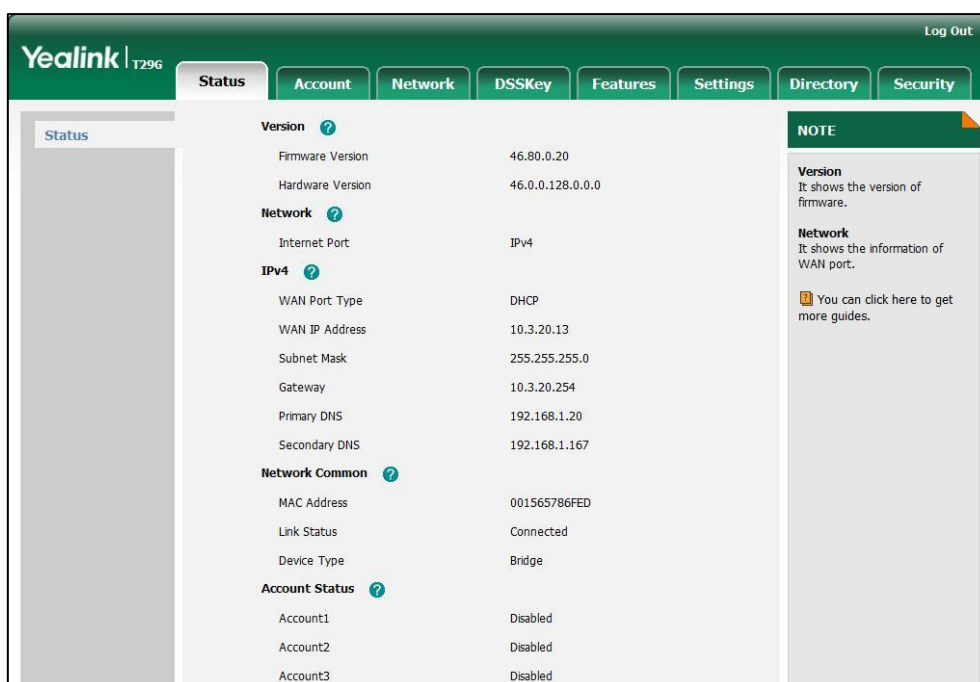 Log Out
Yealink | T29G
Status Account Network DSSKey Features Settings Directory Security
Status
Version ?
Firmware Version 46.80.0.20
Hardware Version 46.0.0.128.0.0.0
Network ?
Internet Port IPv4
IPv4 ?
WAN Port Type DHCP
WAN IP Address 10.3.20.13
Subnet Mask 255.255.255.0
Gateway 10.3.20.254
Primary DNS 192.168.1.20
Secondary DNS 192.168.1.167
Network Common ?
MAC Address 001565786FED
Link Status Connected
Device Type Bridge
Account Status ?
Account1 Disabled
Account2 Disabled
Account3 Disabled
NOTE
Version
It shows the version of
firmware.
Network
It shows the information of
WAN port.
? You can click here to get
more guides.